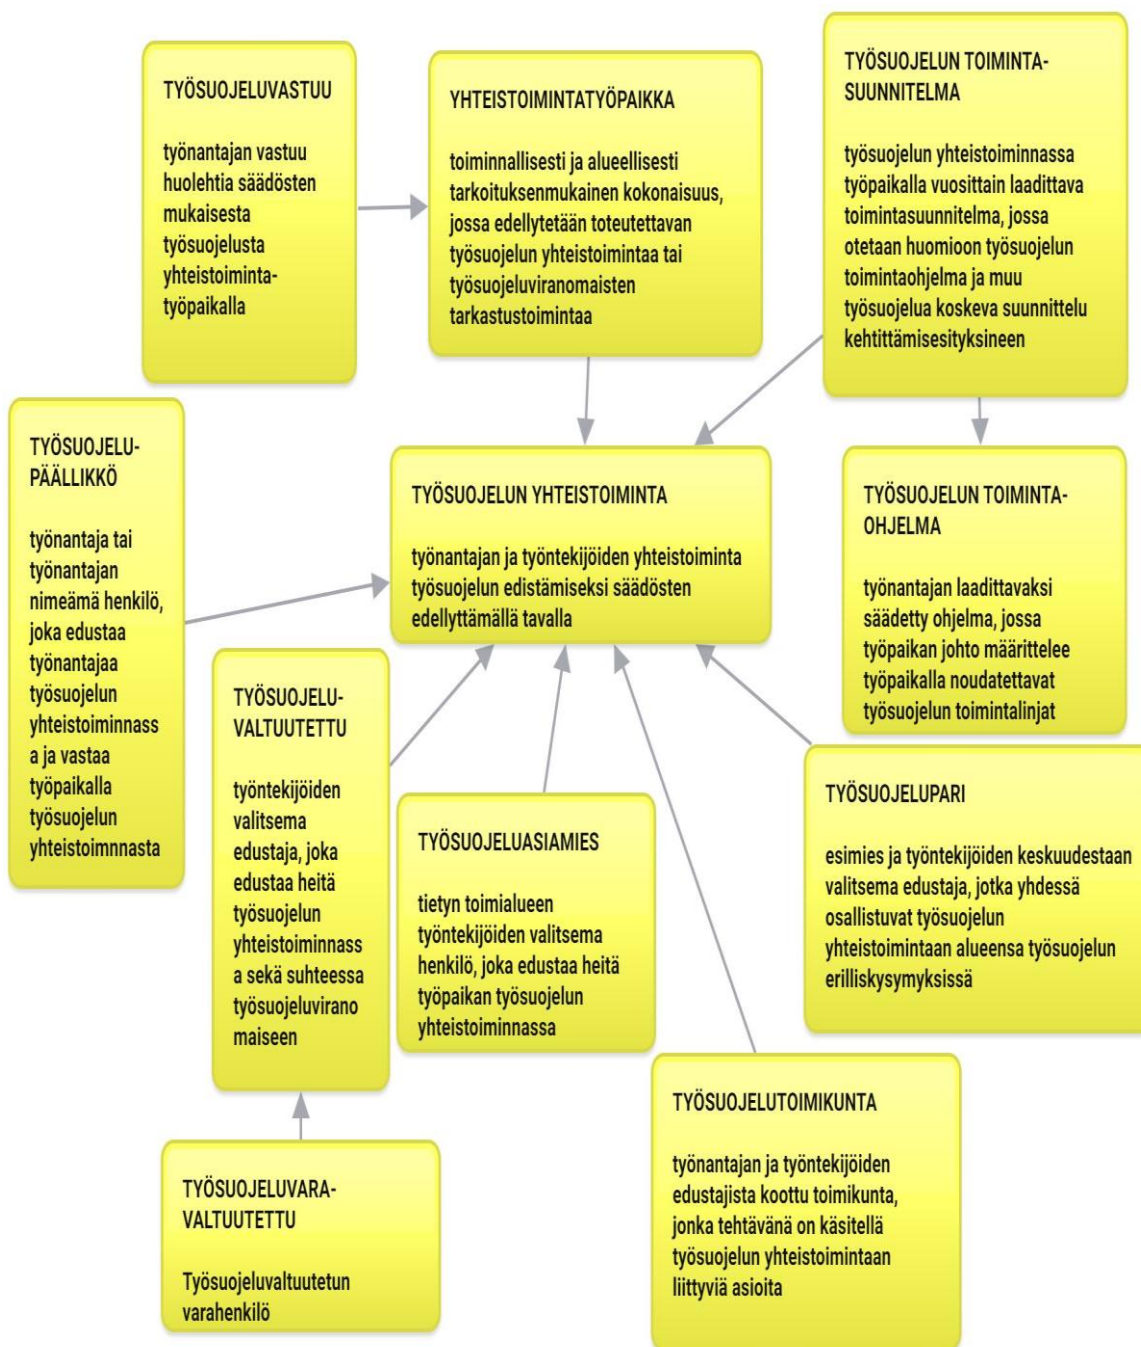 TYÖSUOJELUVASTUU
työnantajan vastuu
huolehtia säädösten
mukaisesta
työsuojelusta
yhteistoiminta-
työpaikalla
YHTEISTOIMINTATYÖPAIKKA
toiminnallisesti ja alueellisesti
tarkoituksenmukainen kokonaisuus,
jossa edellytetään toteutettavan
työsuojelun yhteistoimintaa tai
työsuojeluviranomaisten
tarkastustoimintaa
TYÖSUOJELUN TOIMINTA-
SUUNNITELMA
työsuojelun yhteistoiminnassa
työpaikalla vuosittain laadittava
toimintasuunnitelma, jossa
otetaan huomioon työsuojelun
toimintaohjelma ja muu
työsuojelua koskeva suunnittelu
kehtittämisesityksineen
TYÖSUOJELU-
PÄÄLLIKKÖ
työnantaja tai
työnantajan
nimeämä henkilö,
joka edustaa
työnantajaa
työsuojelun
yhteistoiminnass
a ja vastaa
työpaikalla
työsuojelun
yhteistoimnnasta
TYÖSUOJELUN YHTEISTOIMINTA
työnantajan ja työntekijöiden yhteistoiminta
työsuojelun edistämiseksi säädösten
edellyttämällä tavalla
TYÖSUOJELUN TOIMINTA-
OHJELMA
työnantajan laadittavaksi
säädetty ohjelma, jossa
työpaikan johto määrittelee
työpaikalla noudatettavat
työsuojelun toimintalinjat
TYÖSUOJELU-
VALTUUTETTU
työntekijöiden
valitsema
edustaja, joka
edustaa heitä
työsuojelun
yhteistoiminnass
a sekä suhteessa
työsuojeluvirano
maiseen
TYÖSUOJELUASIAMIES
tietyn toimialueen
työntekijöiden valitsema
henkilö, joka edustaa heitä
työpaikan työsuojelun
yhteistoiminnassa
TYÖSUOJELUPARI
esimies ja työntekijöiden keskuudestaan
valitsema edustaja, jotka yhdessä
osallistuvat työsuojelun
yhteistoimintaan alueensa työsuojelun
erilliskysymyksissä
TYÖSUOJELUVARA-
VALTUUTETTU
Työsuojeluvaltuutetun
varahenkilö
TYÖSUOJELUTOIMIKUNTA
työnantajan ja työntekijöiden
edustajista koottu toimikunta,
jonka tehtävänä on käsitellä
työsuojelun yhteistoimintaan
liittyviä asioita